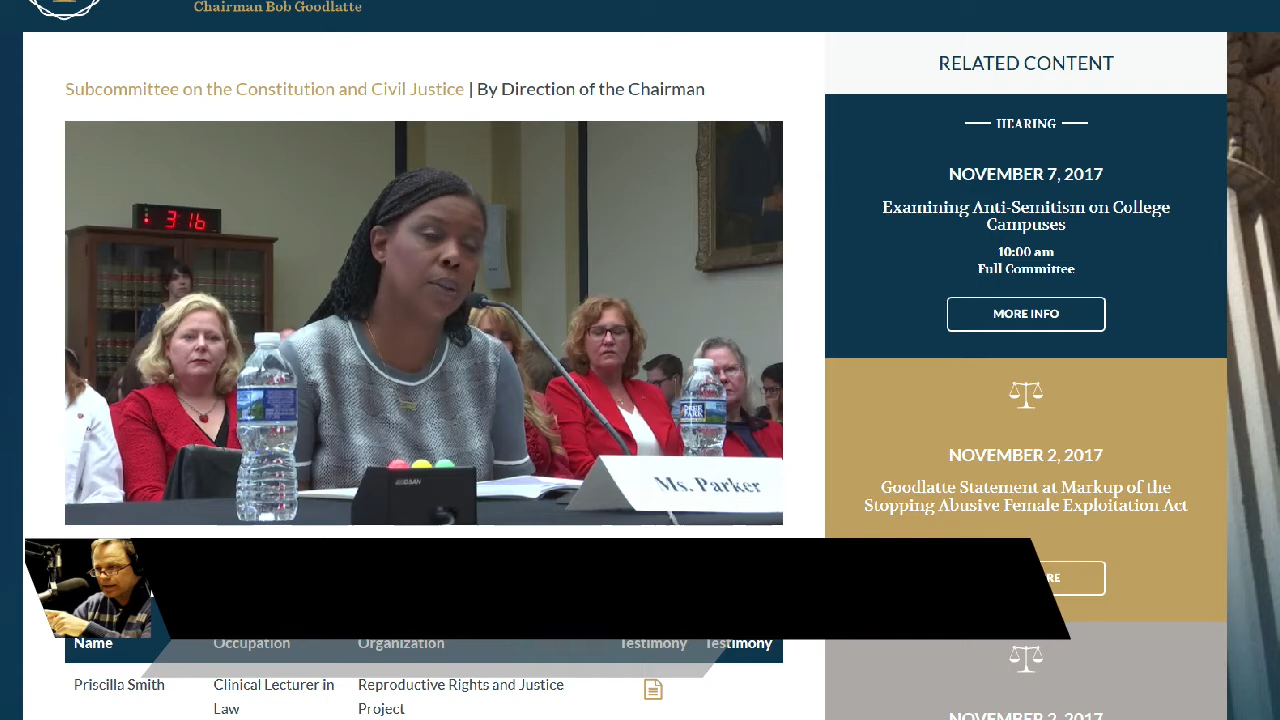 Chairman Bob Goodlatte
Subcommittee on the Constitution and Civil Justice | By Direction of the Chairman
3:16
Ms. Parker
Name Occupation Organization Testimony Testimony
Priscilla Smith Clinical Lecturer in Reproductive Rights and Justice
Law Project
RELATED CONTENT
HEARING
NOVEMBER 7, 2017
Examining Anti-Semitism on College
Campuses
10:00 am
Full Committee
MORE INFO
NOVEMBER 2, 2017
Goodlatte Statement at Markup of the
Stopping Abusive Female Exploitation Act
RE
NOVEMBER 2, 2017